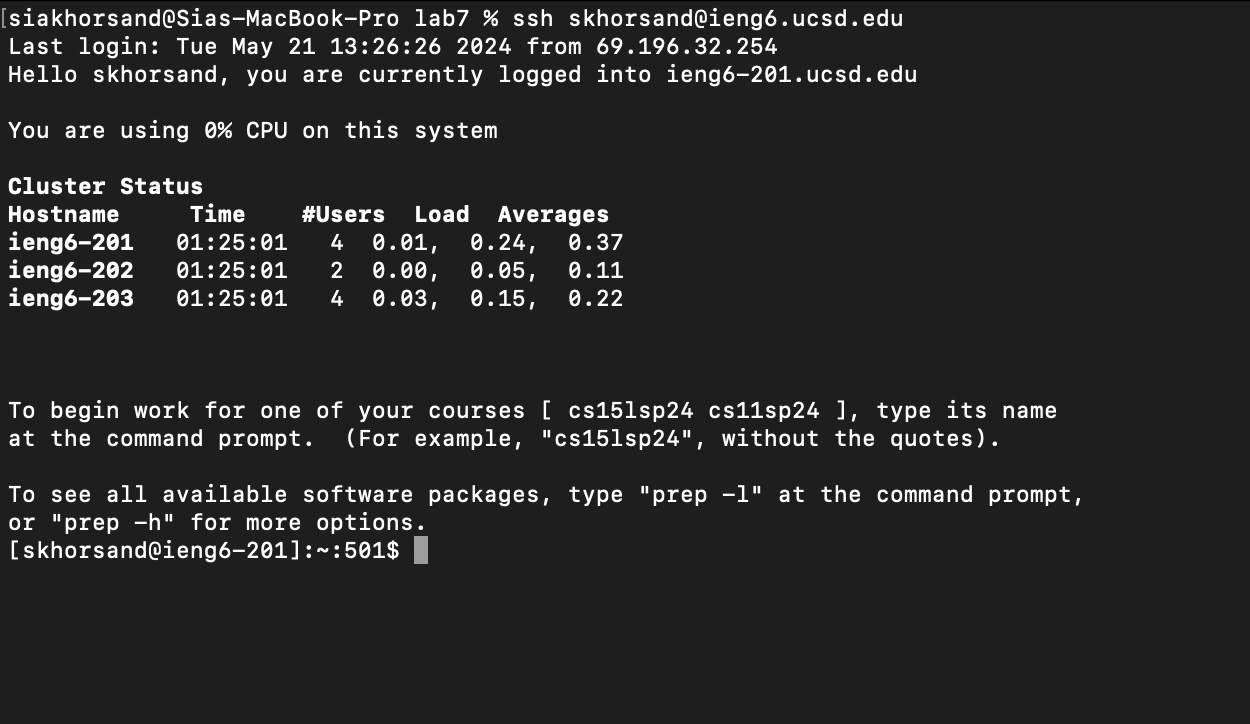 [siakhorsand@Sias-MacBook-Pro lab7 % ssh skhorsand@ieng6.ucsd.edu
Last login: Tue May 21 13:26:26 2024 from 69.196.32.254
Hello skhorsand, you are currently logged into ieng6-201.ucsd.edu
You are using 0% CPU on this system
Cluster Status
Hostname     Time    #Users  Load  Averages
ieng6-201   01:25:01   4  0.01,  0.24,  0.37
ieng6-202   01:25:01   2  0.00,  0.05,  0.11
ieng6-203   01:25:01   4  0.03,  0.15,  0.22
To begin work for one of your courses [ cs15lsp24 cs11sp24 ], type its name
at the command prompt.  (For example, "cs15lsp24", without the quotes).
To see all available software packages, type "prep -l" at the command prompt,
or "prep -h" for more options.
[skhorsand@ieng6-201]:~:501$